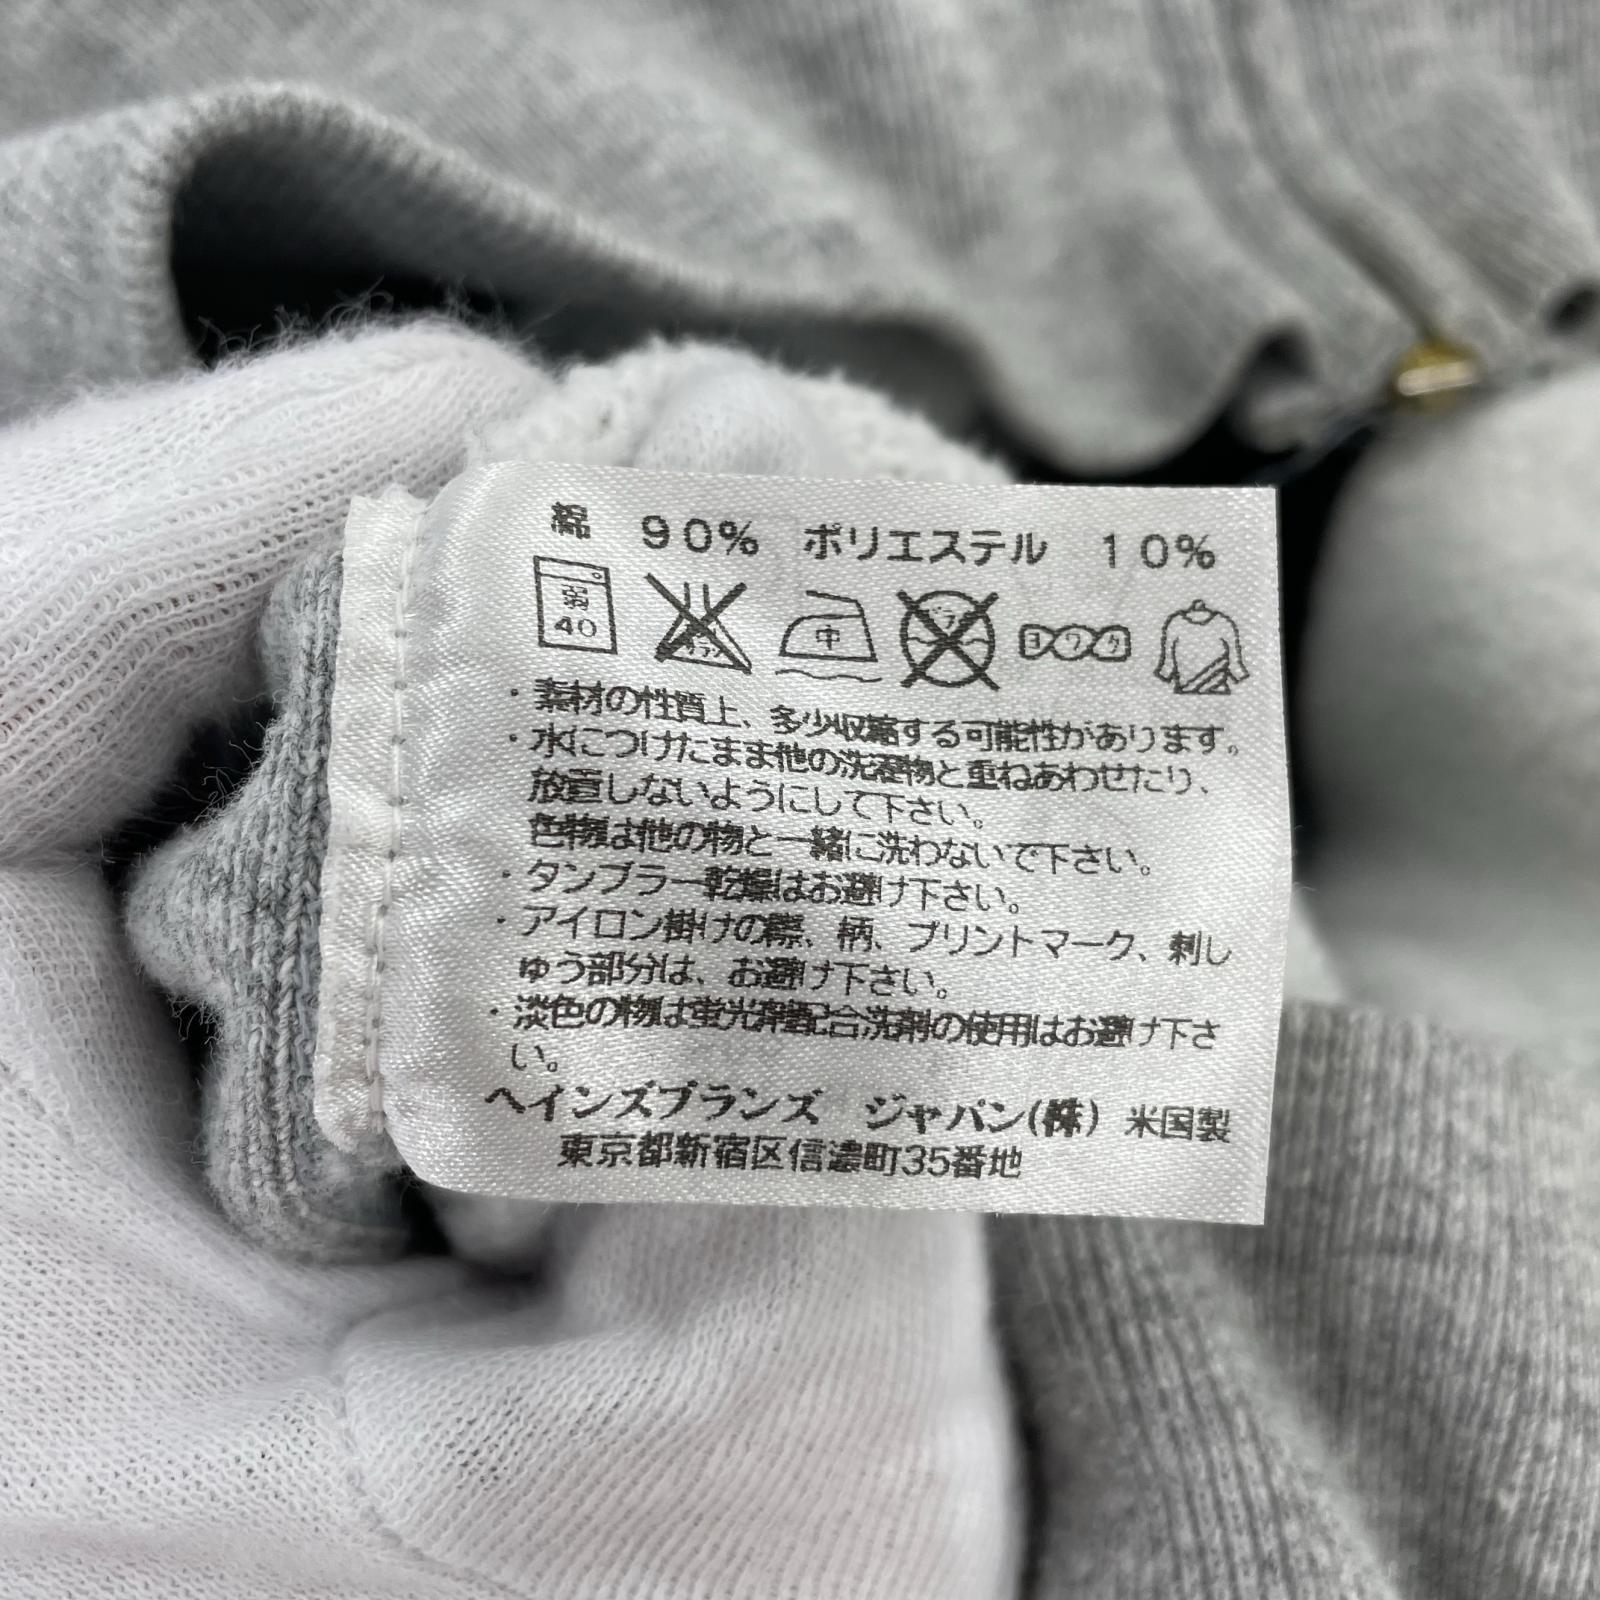 綿 90% ポリエステル 10%
弱 40 エンソ サラシ 中 ドライ ヨワク
・素材の性質上、多少収縮する可能性があります。
・水につけたまま他の洗濯物と重ねあわせたり、
放置しないようにして下さい。
色物は他の物と一緒に洗わないで下さい。
・タンブラー乾燥はお避け下さい。
・アイロン掛けの際、柄、プリントマーク、刺し
ゅう部分は、お避け下さい。
・淡色の物は蛍光剤配合洗剤の使用はお避け下さ
い。
ヘインズブランズ ジャパン(株) 米国製
東京都新宿区信濃町35番地